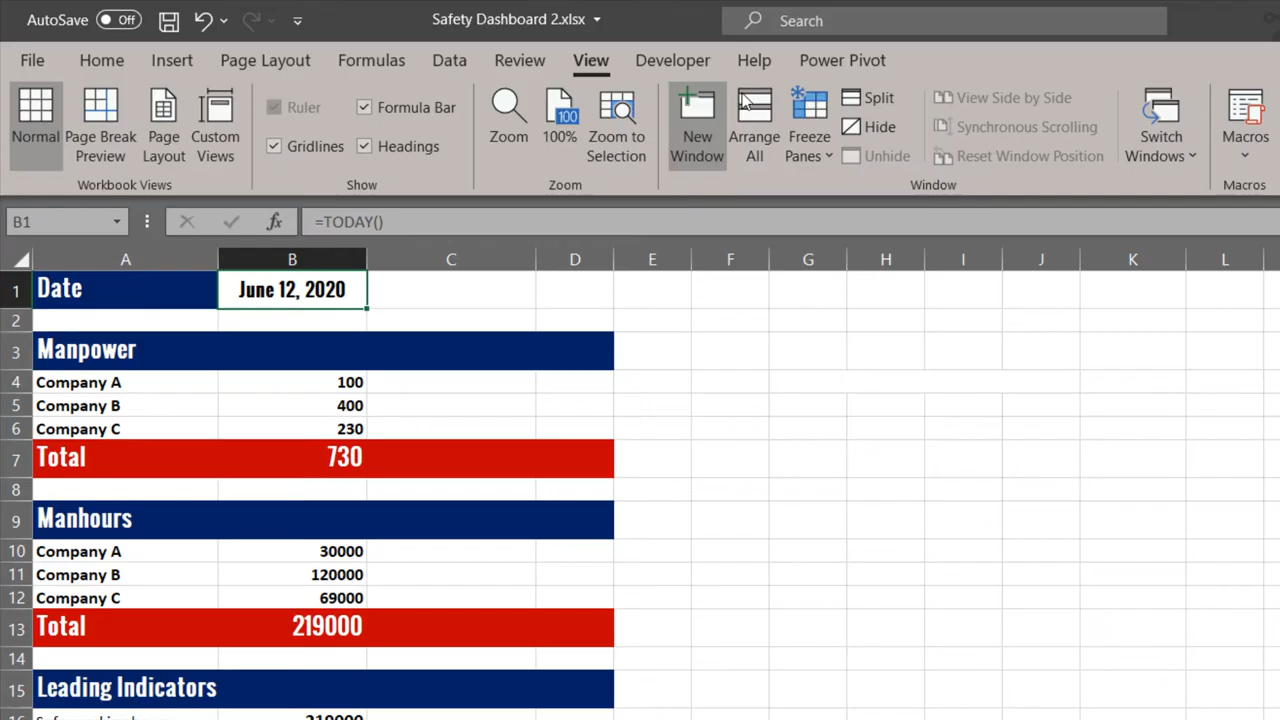 AutoSave Off Safety Dashboard 2.xlsx Search
File Home Insert Page Layout Formulas Data Review View Developer Help Power Pivot
Normal Page Break Preview Page Layout Custom Views
Workbook Views
Ruler Formula Bar
Gridlines Headings
Show
Zoom 100 100% Zoom to Selection
Zoom
New Window Arrange All Freeze Panes
Split View Side by Side
Hide Synchronous Scrolling
Unhide Reset Window Position
Switch Windows
Window
Macros
Macros
B1 fx =TODAY()
A B C D E F G H I J K L
1 Date June 12, 2020
2
3 Manpower
4 Company A 100
5 Company B 400
6 Company C 230
7 Total 730
8
9 Manhours
10 Company A 30000
11 Company B 120000
12 Company C 69000
13 Total 219000
14
15 Leading Indicators
16 219000